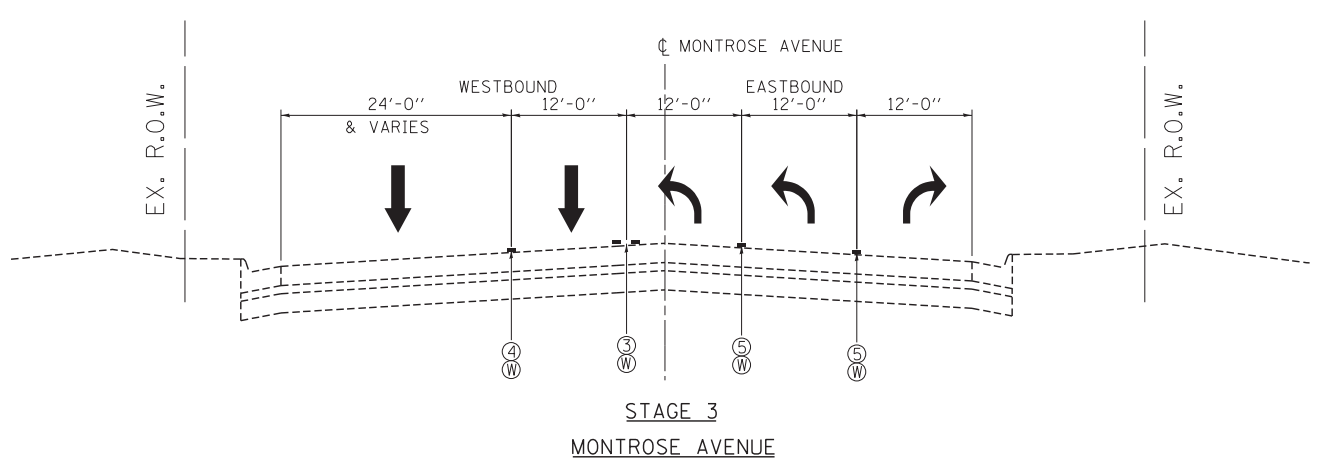 ℄ MONTROSE AVENUE
WESTBOUND
EASTBOUND
24'-0"
12'-0"
12'-0"
12'-0"
12'-0"
& VARIES
EX. R.O.W.
EX. R.O.W.
4
W
3
W
5
W
5
W
STAGE 3
MONTROSE AVENUE